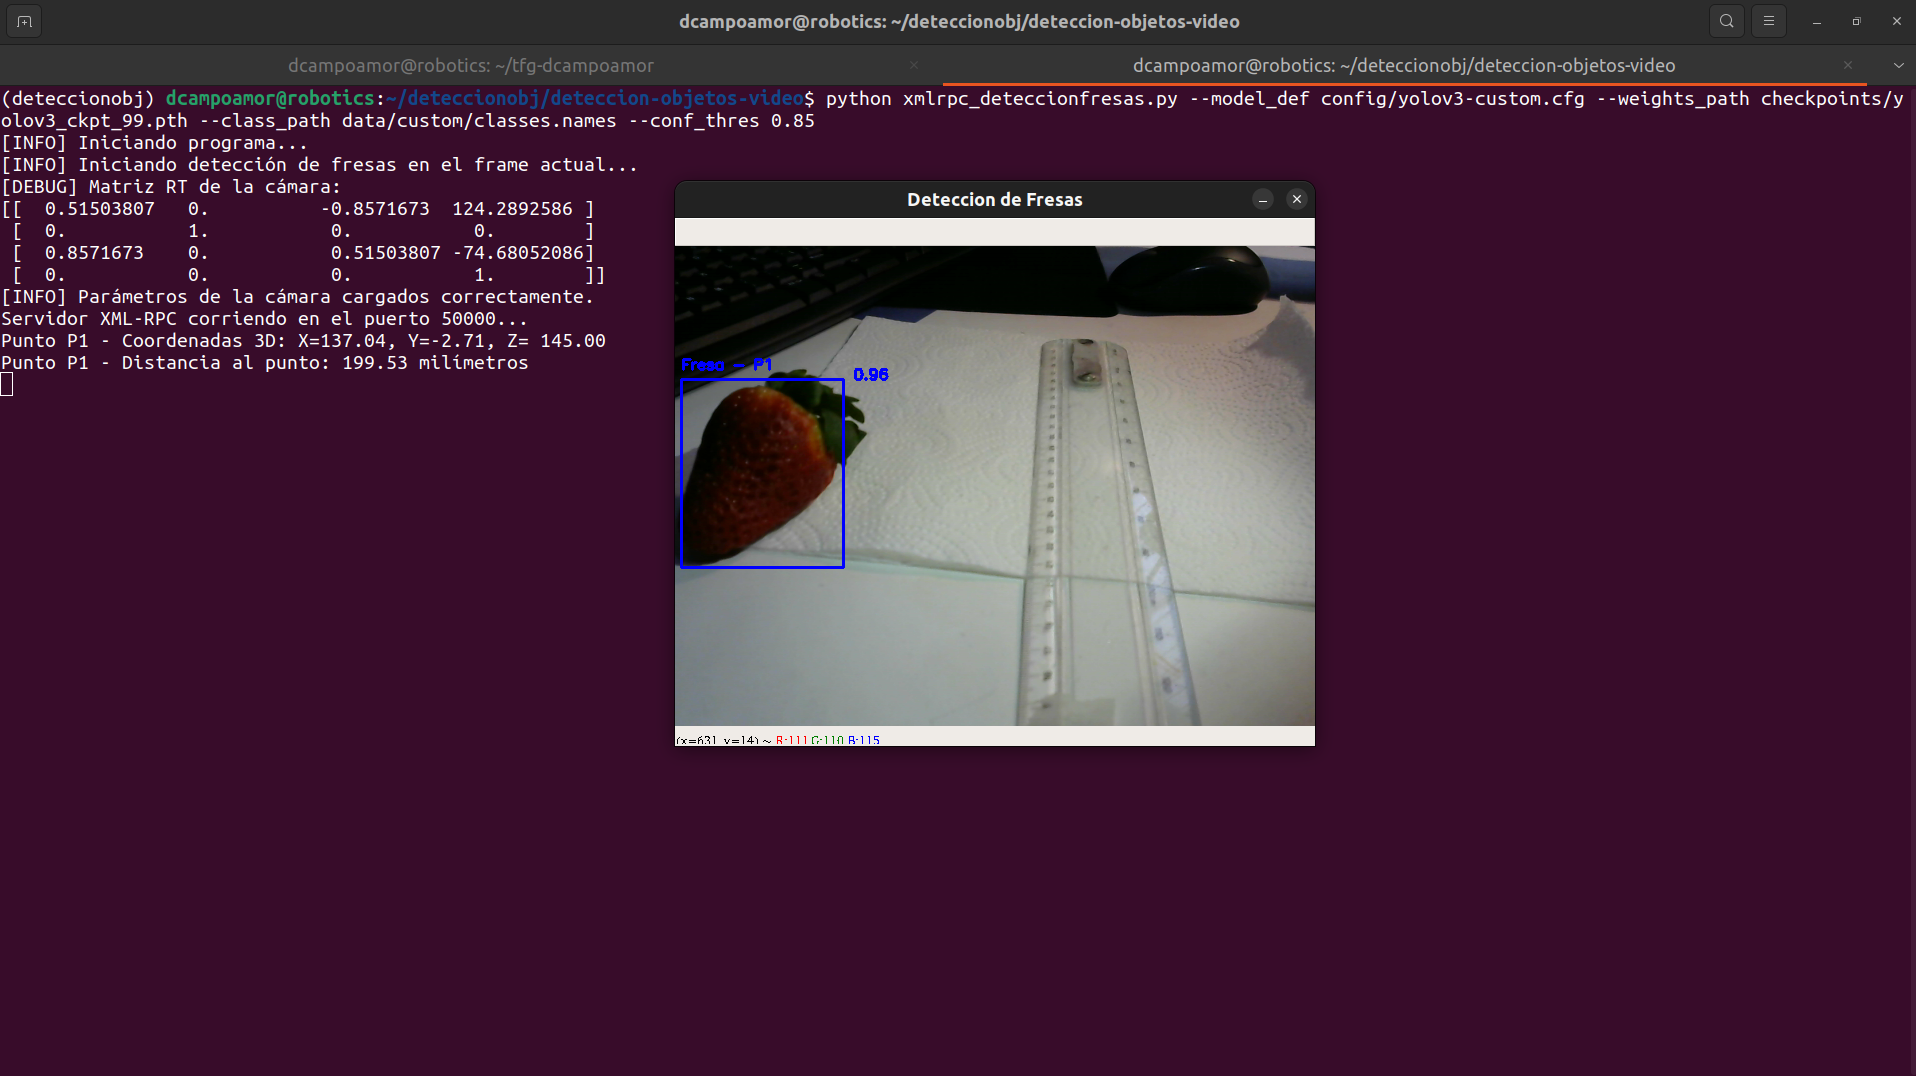 dcampoamor@robotics: ~/deteccionobj/deteccion-objetos-video
dcampoamor@robotics: ~/tfg-dcampoamor
dcampoamor@robotics: ~/deteccionobj/deteccion-objetos-video
(deteccionobj) dcampoamor@robotics:~/deteccionobj/deteccion-objetos-video$ python xmlrpc_deteccionfresas.py --model_def config/yolov3-custom.cfg --weights_path checkpoints/y
olov3_ckpt_99.pth --class_path data/custom/classes.names --conf_thres 0.85
[INFO] Iniciando programa...
[INFO] Iniciando detección de fresas en el frame actual...
[DEBUG] Matriz RT de la cámara:
[[  0.51503807   0.          -0.8571673  124.2892586 ]
 [  0.           1.           0.           0.        ]
 [  0.8571673    0.           0.51503807 -74.68052086]
 [  0.           0.           0.           1.        ]]
[INFO] Parámetros de la cámara cargados correctamente.
Servidor XML-RPC corriendo en el puerto 50000...
Punto P1 - Coordenadas 3D: X=137.04, Y=-2.71, Z= 145.00
Punto P1 - Distancia al punto: 199.53 milímetros
Deteccion de Fresas
Fresa - P1
0.96
(x=631, y=14) ~ R:111 G:110 B:115